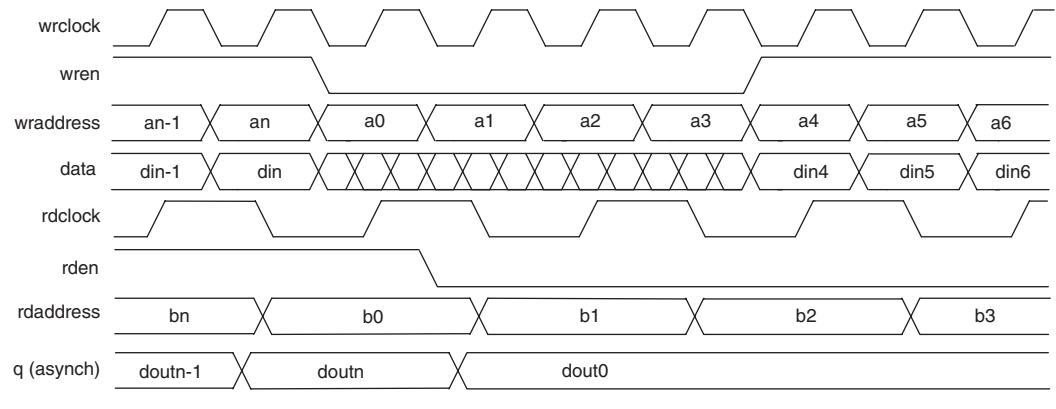 wrclock
wren
wraddress an-1 an a0 a1 a2 a3 a4 a5 a6
data din-1 din din4 din5 din6
rdclock
rden
rdaddress bn b0 b1 b2 b3
q (asynch) doutn-1 doutn dout0